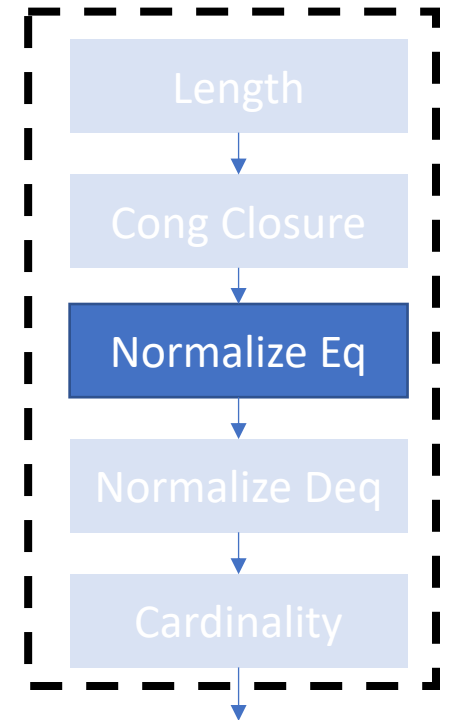 Length
Cong Closure
Normalize Eq
Normalize Deq
Cardinality